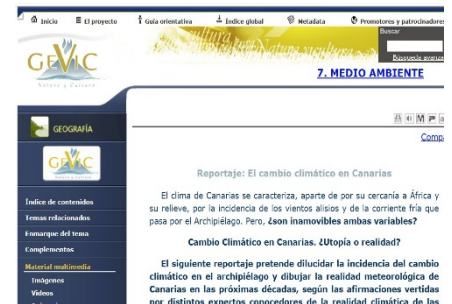 Inicio El proyecto Guía orientativa Índice global Metadata Promotores y patrocinadores
Buscar
Búsqueda avanza
GEVIC
Natura y Cultura
7. MEDIO AMBIENTE
GEOGRAFÍA
Compa
GEVIC
Natura y Cultura
Reportaje: El cambio climático en Canarias
El clima de Canarias se caracteriza, aparte de por su cercanía a África y
su relieve, por la incidencia de los vientos alisios y de la corriente fría que
pasa por el Archipiélago. Pero, ¿son inamovibles ambas variables?
Cambio Climático en Canarias. ¿Utopía o realidad?
El siguiente reportaje pretende dilucidar la incidencia del cambio
climático en el archipiélago y dibujar la realidad meteorológica de
Canarias en las próximas décadas, según las afirmaciones vertidas
por distintos expertos conocedores de la realidad climática de las
Índice de contenidos
Temas relacionados
Enmarque del tema
Complementos
Material multimedia
Imágenes
Videos